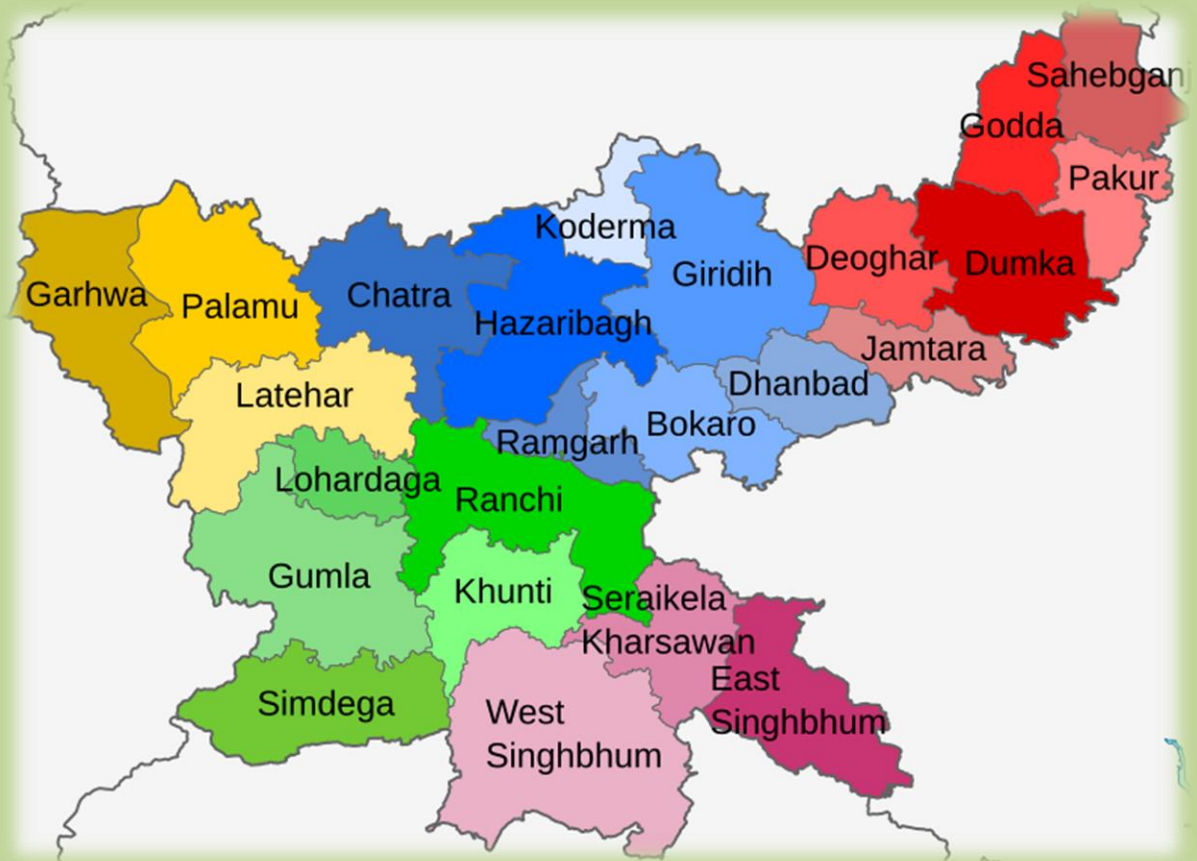 Sahebganj
Godda
Pakur
Koderma
Deoghar
Dumka
Giridih
Garhwa
Palamu
Chatra
Hazaribagh
Jamtara
Latehar
Dhanbad
Ramgarh
Bokaro
Lohardaga
Ranchi
Gumla
Khunti
Seraikela
Kharsawan
East
Singhbhum
Simdega
West
Singhbhum